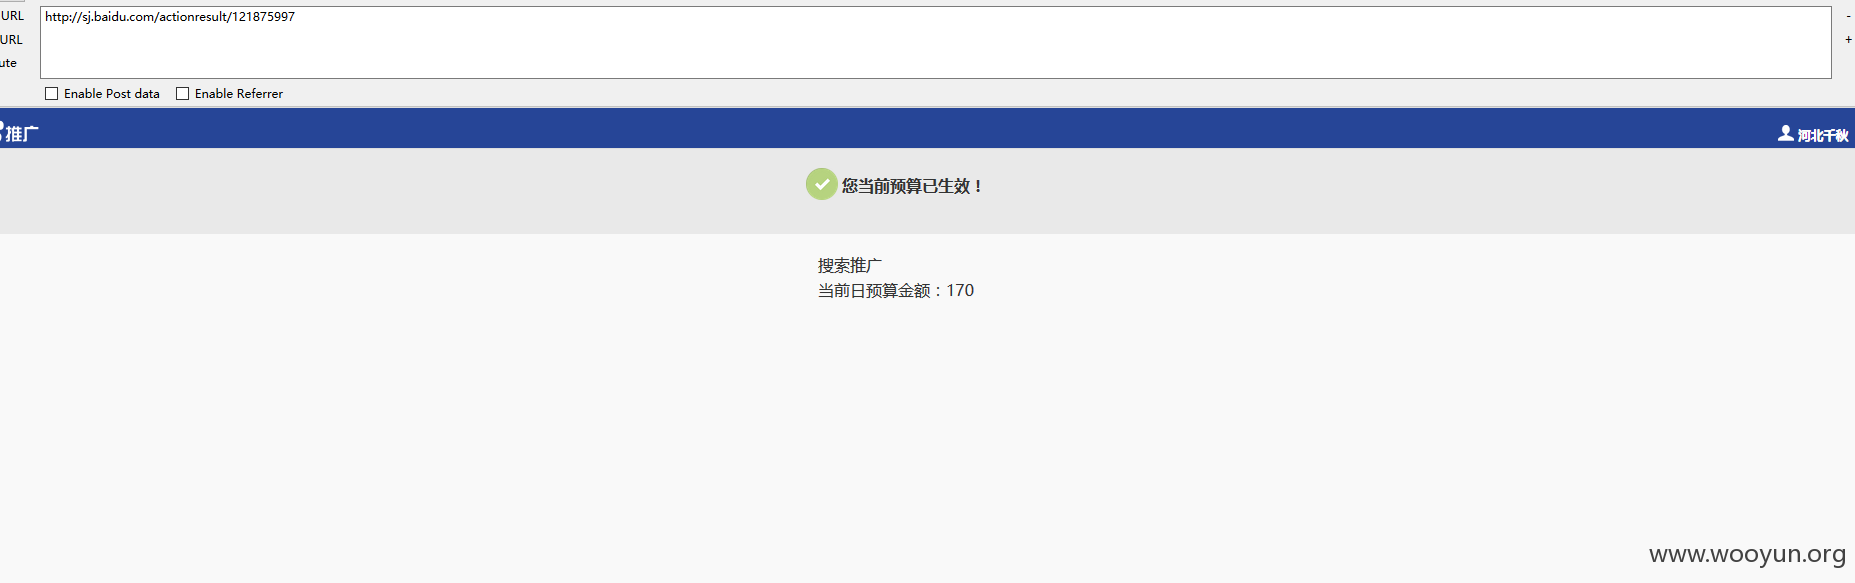 URL
http://sj.baidu.com/actionresult/121875997
-
URL
+
ute
Enable Post data
Enable Referrer
推广
河北千秋
您当前预算已生效！
搜索推广
当前日预算金额：170
www.wooyun.org